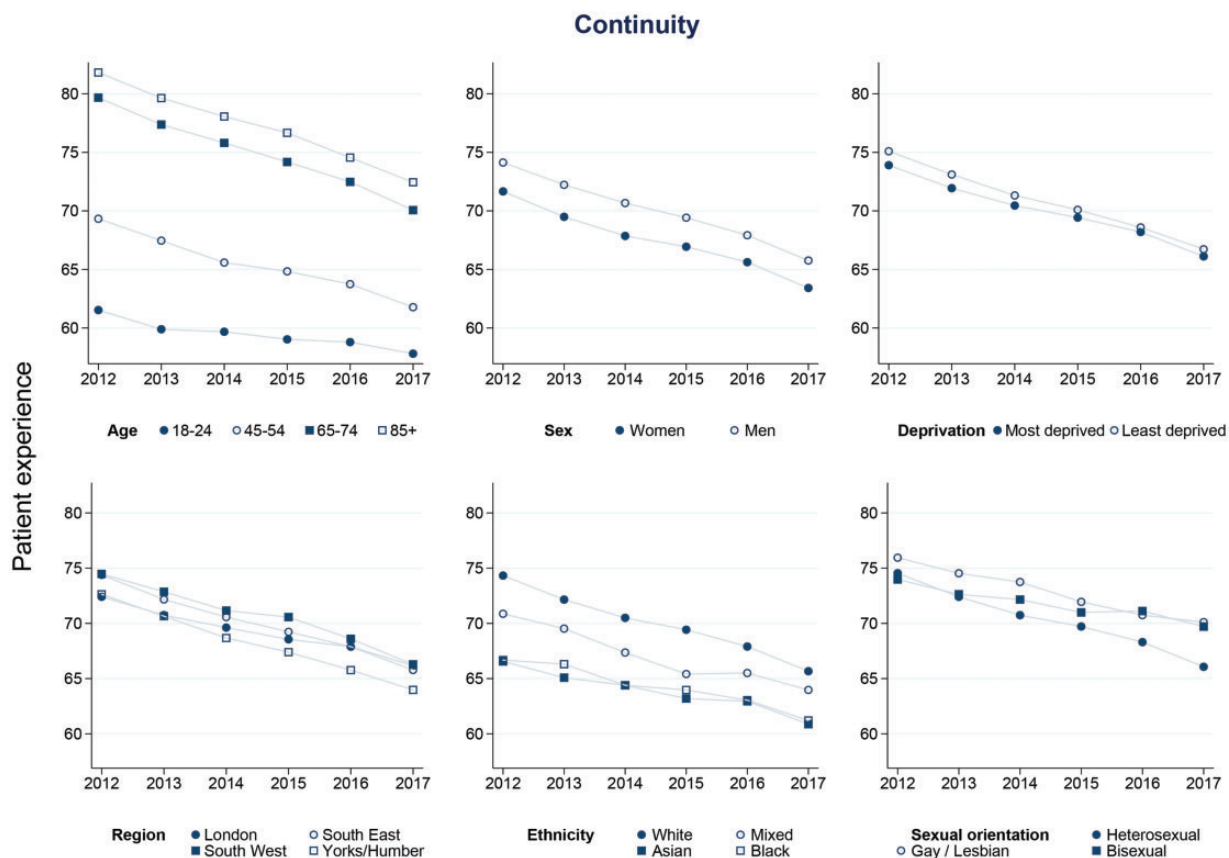 Continuity
Patient experience
80
75
70
65
60
2012 2013 2014 2015 2016 2017
Age 18-24 45-54 65-74 85+
80
75
70
65
60
2012 2013 2014 2015 2016 2017
Sex Women Men
80
75
70
65
60
2012 2013 2014 2015 2016 2017
Deprivation Most deprived Least deprived
80
75
70
65
60
2012 2013 2014 2015 2016 2017
Region London South East
South West Yorks/Humber
80
75
70
65
60
2012 2013 2014 2015 2016 2017
Ethnicity White Mixed
Asian Black
80
75
70
65
60
2012 2013 2014 2015 2016 2017
Sexual orientation Heterosexual
Gay / Lesbian Bisexual